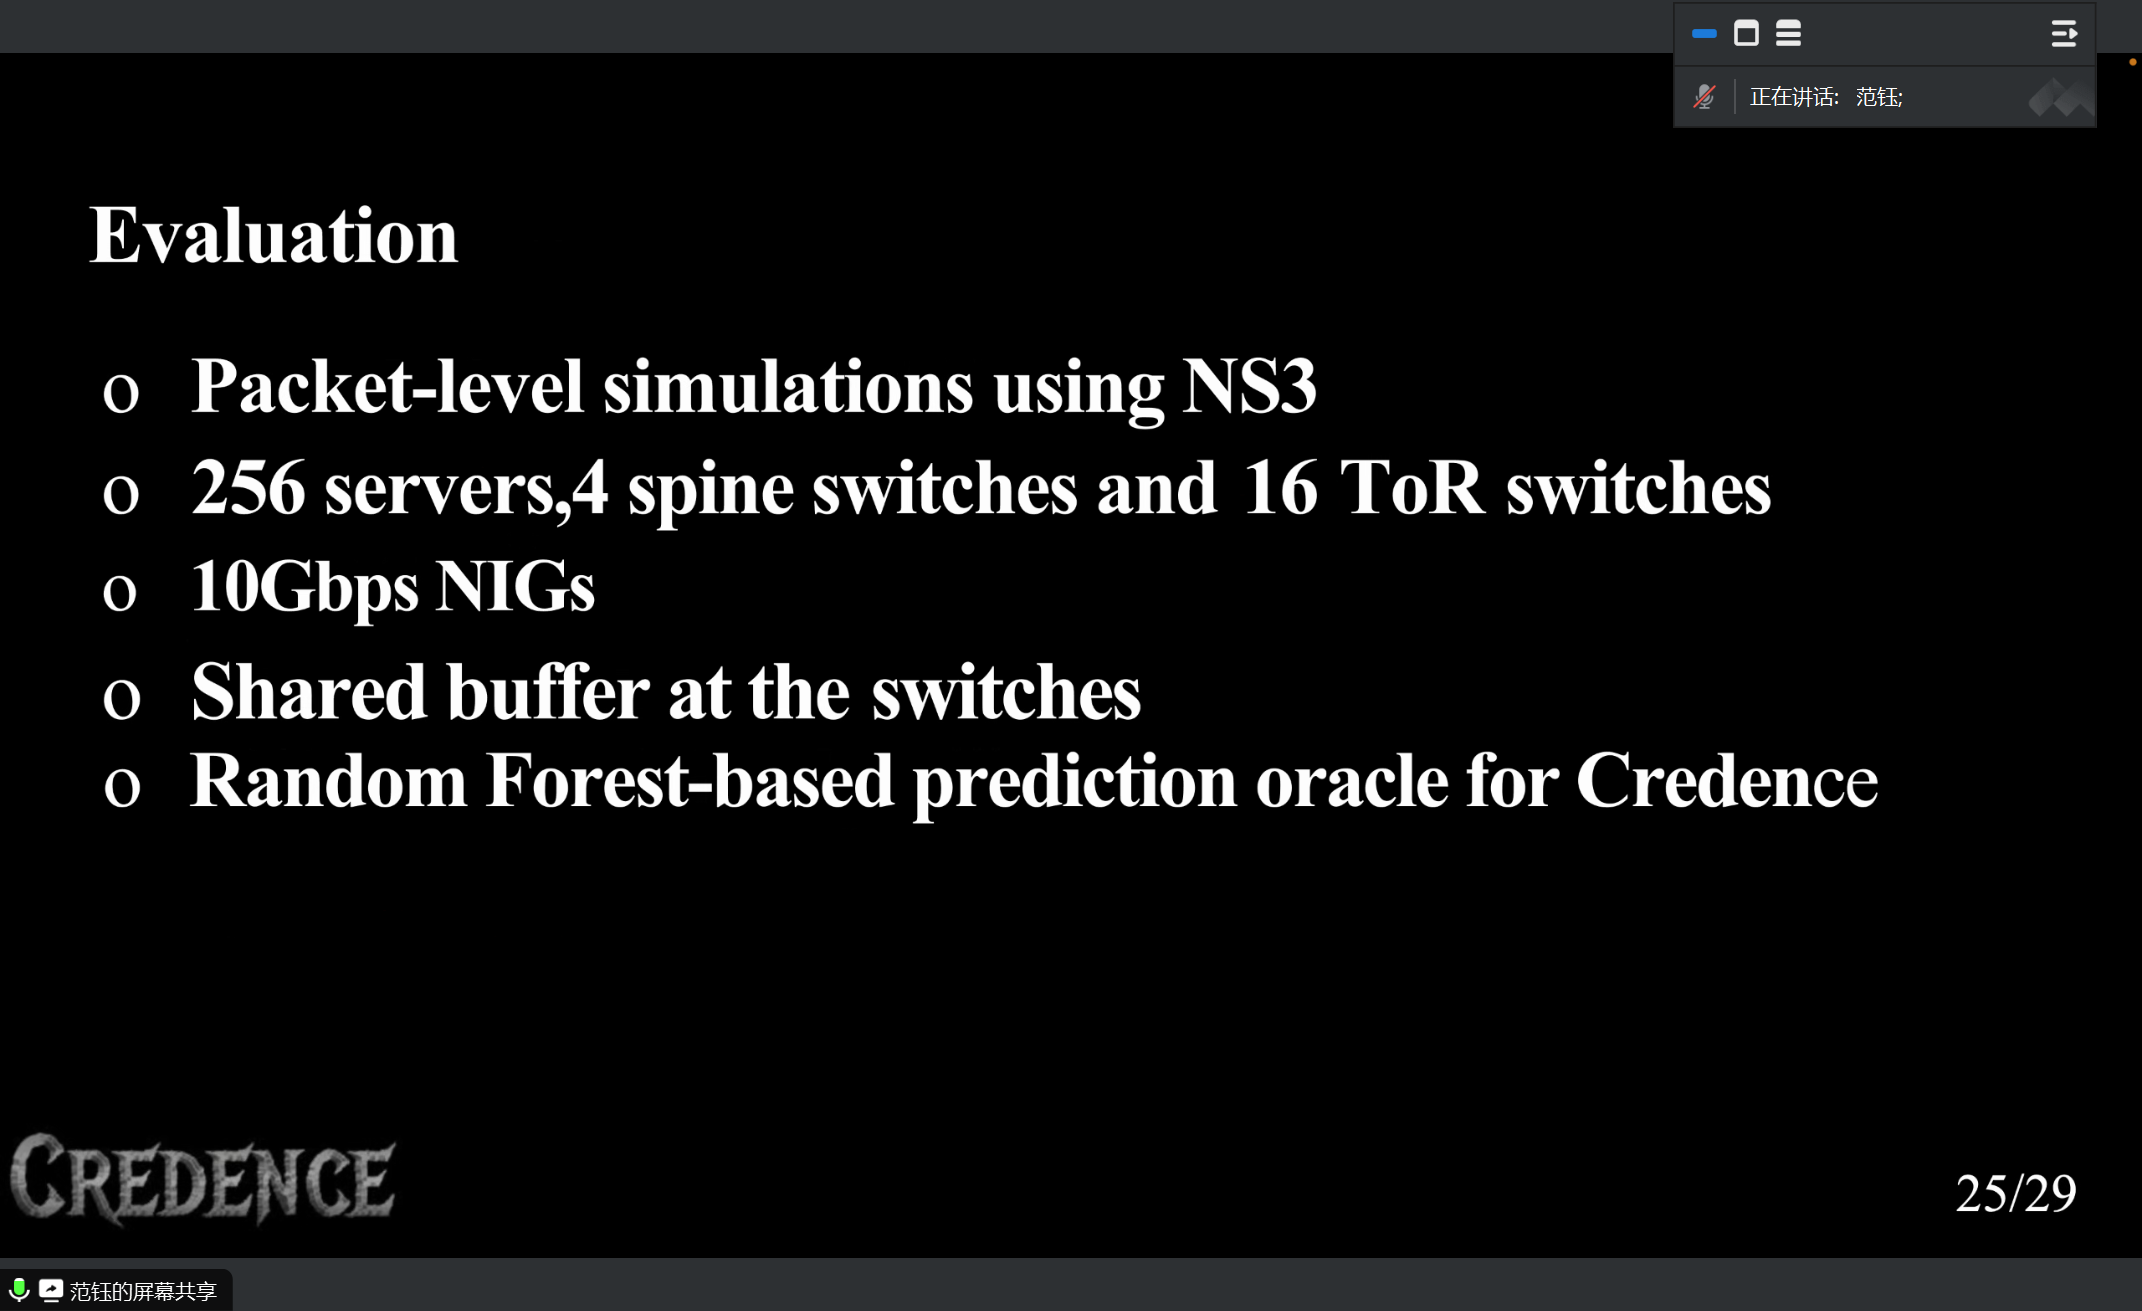 正在讲话: 范钰;
Evaluation
o Packet-level simulations using NS3
o 256 servers,4 spine switches and 16 ToR switches
o 10Gbps NIGs
o Shared buffer at the switches
o Random Forest-based prediction oracle for Credence
CREDENCE
25/29
范钰的屏幕共享